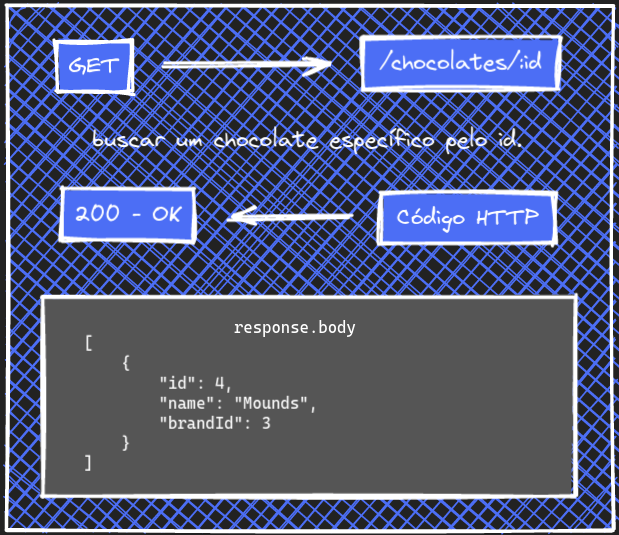 GET
/chocolates/:id
buscar um chocolate específico pelo id.
200 - OK
Código HTTP
response.body
[
{
"id": 4,
"name": "Mounds",
"brandId": 3
}
]